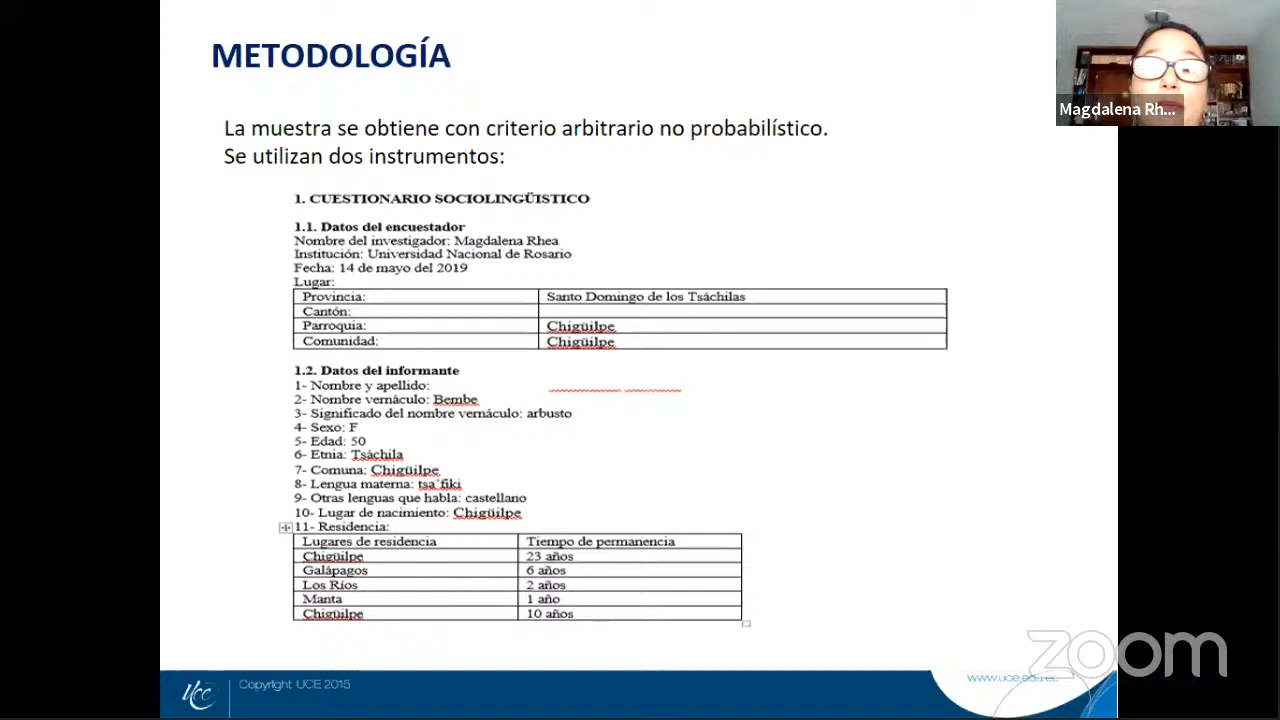 METODOLOGÍA
La muestra se obtiene con criterio arbitrario no probabilístico.
Se utilizan dos instrumentos:
1. CUESTIONARIO SOCIOLINGÜISTICO
1.1. Datos del encuestador
Nombre del investigador: Magdalena Rhea
Institución: Universidad Nacional de Rosario
Fecha: 14 de mayo del 2019
Lugar:
Provincia: Santo Domingo de los Tsáchilas
Cantón:
Parroquia: Chigüilpe
Comunidad: Chigüilpe
1.2. Datos del informante
1- Nombre y apellido:
2- Nombre vernáculo: Bembe
3- Significado del nombre vernáculo: arbusto
4- Sexo: F
5- Edad: 50
6- Etnia: Tsáchila
7- Comuna: Chigüilpe
8- Lengua materna: tsa´fiki
9- Otras lenguas que habla: castellano
10- Lugar de nacimiento: Chigüilpe
11- Residencia:
Lugares de residencia Tiempo de permanencia
Chigüilpe 23 años
Galápagos 6 años
Los Ríos 2 años
Manta 1 año
Chigüilpe 10 años
Magdalena Rh...
zoom
UCE
Copyright UCE 2015
www.uce.edu.ec